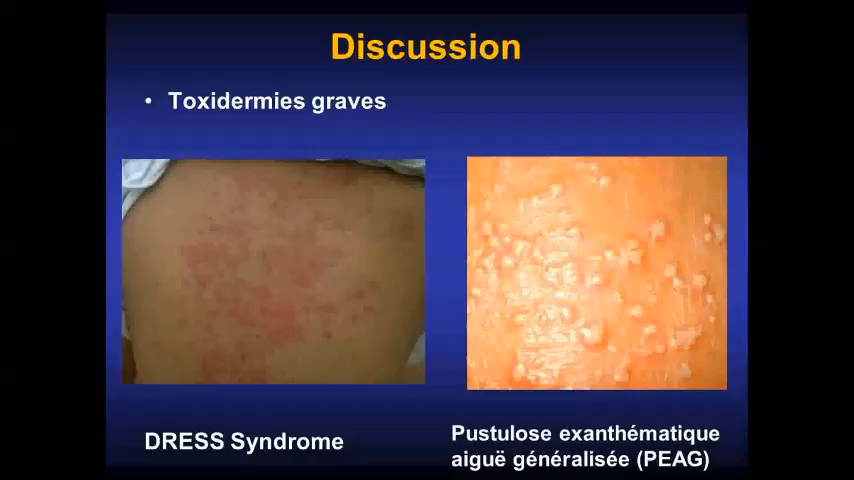 Discussion
• Toxidermies graves
DRESS Syndrome
Pustulose exanthématique
aiguë généralisée (PEAG)